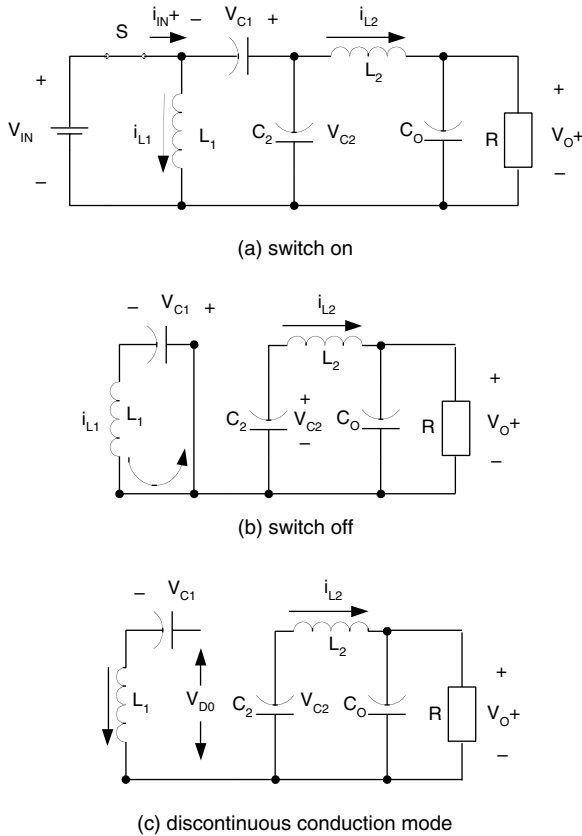 i_IN+ – V_C1 + i_L2
S
+ L_2 +
V_IN i_L1 L_1 C_2 V_C2 C_O R V_O+
– –
(a) switch on
– V_C1 + i_L2
L_2
i_L1 L_1 C_2 + V_C2 – C_O R + V_O+ –
(b) switch off
– V_C1 i_L2
L_2
L_1 V_D0 C_2 V_C2 C_O R + V_O+ –
(c) discontinuous conduction mode